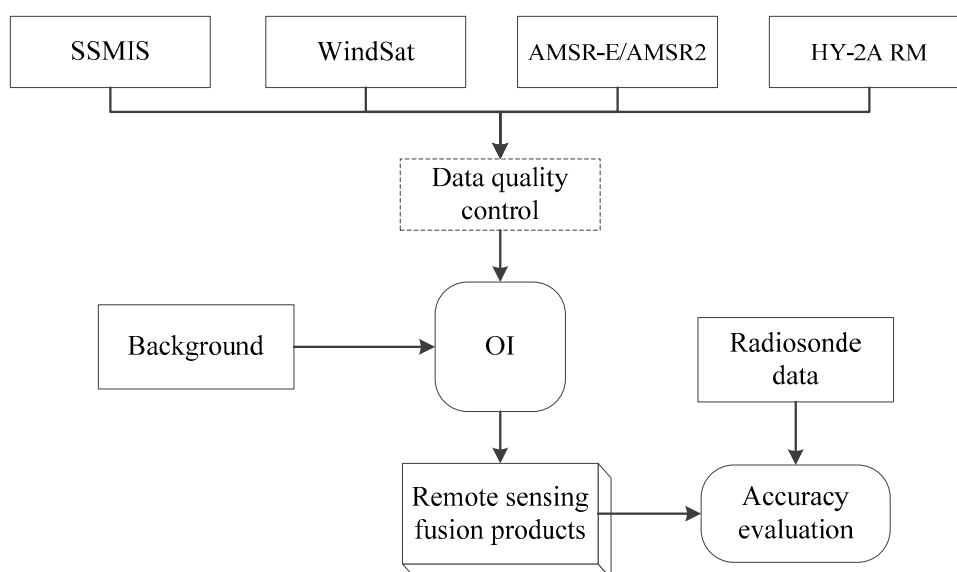 SSMIS
WindSat
AMSR-E/AMSR2
HY-2A RM
Data quality
control
Background
OI
Radiosonde
data
Remote sensing
fusion products
Accuracy
evaluation